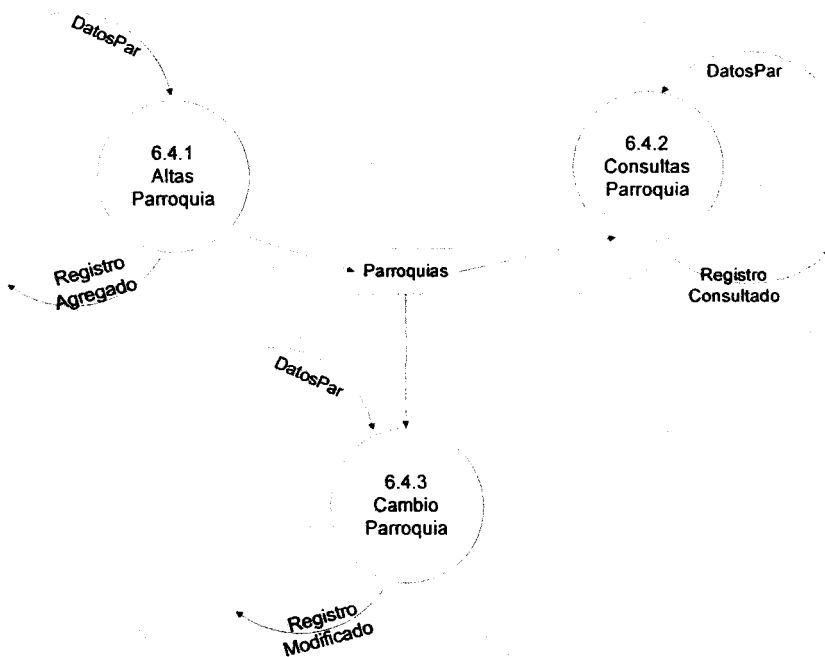 DatosPar
6.4.1
Altas
Parroquia
Registro
Agregado
DatosPar
6.4.2
Consultas
Parroquia
Registro
Consultado
Parroquias
DatosPar
6.4.3
Cambio
Parroquia
Registro
Modificado